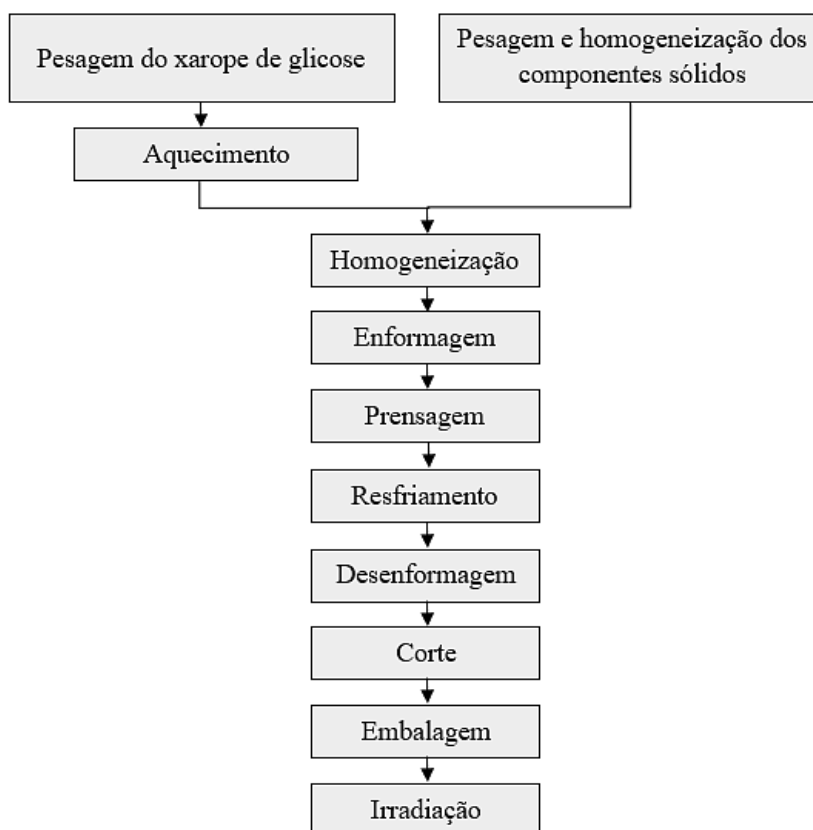 Pesagem do xarope de glicose
Pesagem e homogeneização dos
componentes sólidos
Aquecimento
Homogeneização
Enformagem
Prensagem
Resfriamento
Desenformagem
Corte
Embalagem
Irradiação